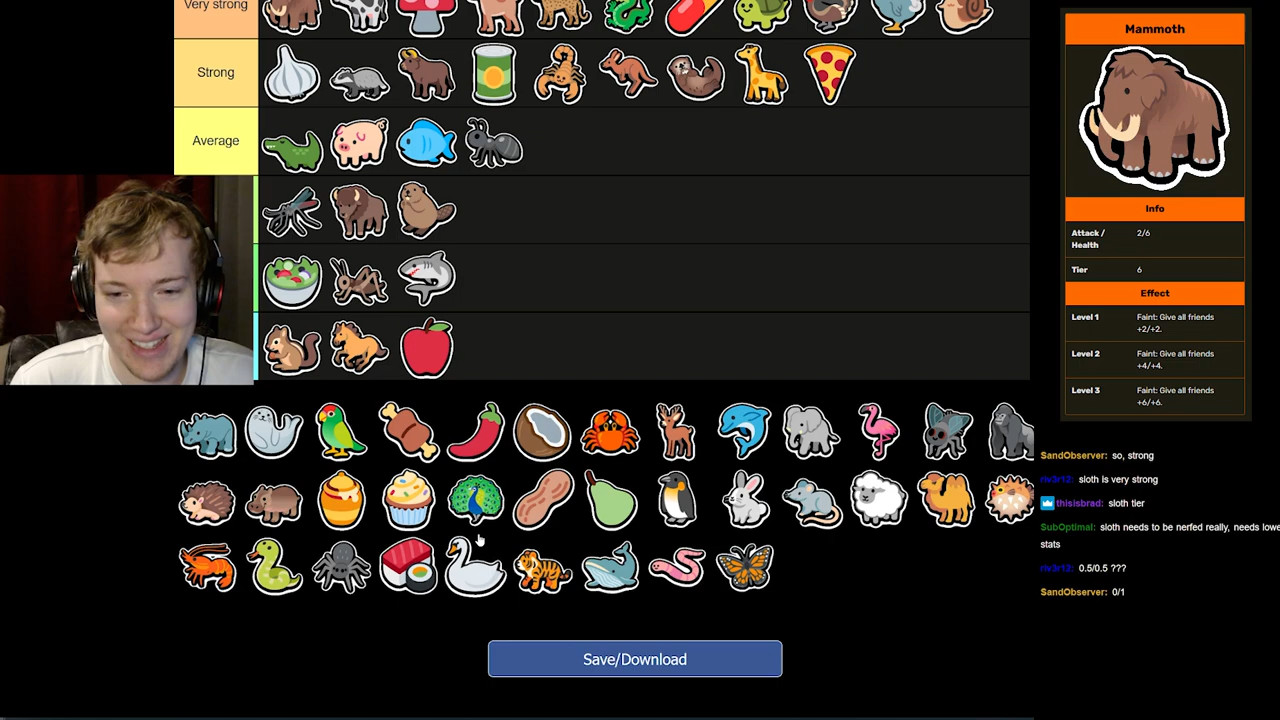 Very strong
Strong
Average
Save/Download
Mammoth
Info
Attack /
Health
2/6
Tier
6
Effect
Level 1
Faint: Give all friends
+2/+2.
Level 2
Faint: Give all friends
+4/+4.
Level 3
Faint: Give all friends
+6/+6.
SandObserver: so, strong
riv3r12: sloth is very strong
thisisbrad: sloth tier
SubOptimal: sloth needs to be nerfed really, needs lowe
stats
riv3r12: 0.5/0.5 ???
SandObserver: 0/1